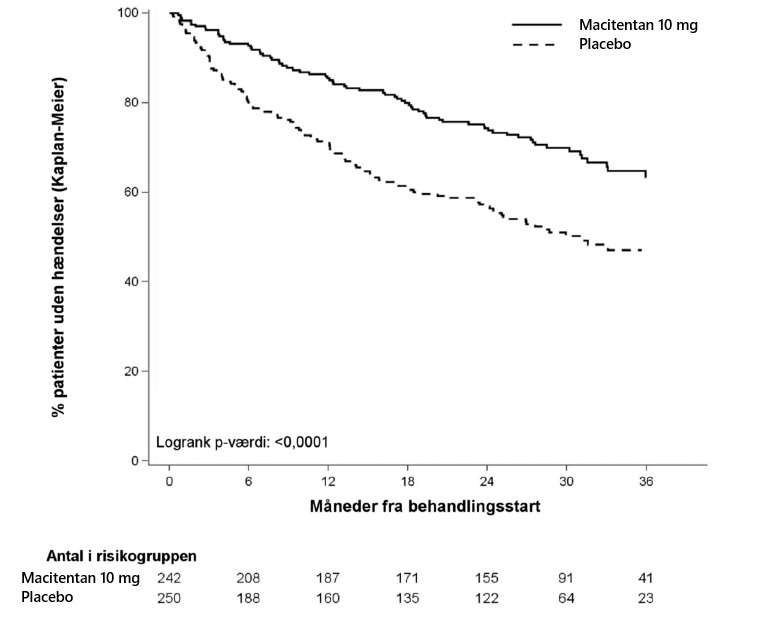 Macitentan 10 mg
Placebo
% patienter uden hændelser (Kaplan-Meier)
100
80
60
40
20
0
Logrank p-værdi: <0,0001
0 6 12 18 24 30 36
Måneder fra behandlingsstart
Antal i risikogruppen
Macitentan 10 mg 242 208 187 171 155 91 41
Placebo 250 188 160 135 122 64 23